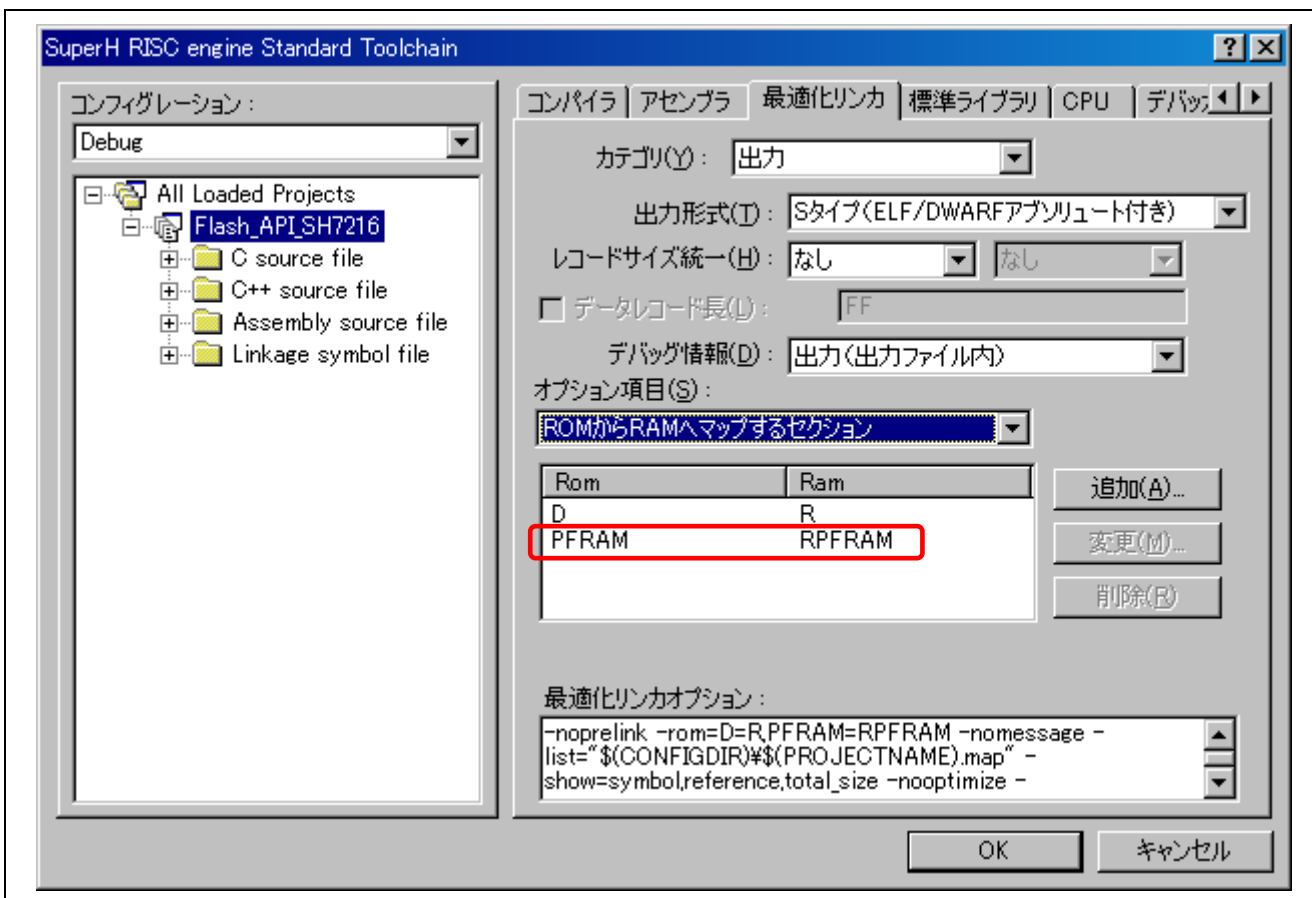 SuperH RISC engine Standard Toolchain
コンフィグレーション :
Debug
All Loaded Projects
Flash_API_SH7216
C source file
C++ source file
Assembly source file
Linkage symbol file
コンパイラ アセンブラ 最適化リンカ 標準ライブラリ CPU デバッガ
カテゴリ(Y) : 出力
出力形式(T) : Sタイプ(ELF/DWARFアブソリュート付き)
レコードサイズ統一(H) : なし なし
データレコード長(L) : FF
デバッグ情報(D) : 出力(出力ファイル内)
オプション項目(S) :
ROMからRAMへマップするセクション
Rom Ram
D R
PFRAM RPFRAM
追加(A)...
変更(M)...
削除(R)
最適化リンカオプション :
-noprelink -rom=D=R,PFRAM=RPFRAM -nomessage -
list="$(CONFIGDIR)¥$(PROJECTNAME).map" -
show=symbol,reference,total_size -nooptimize -
OK キャンセル